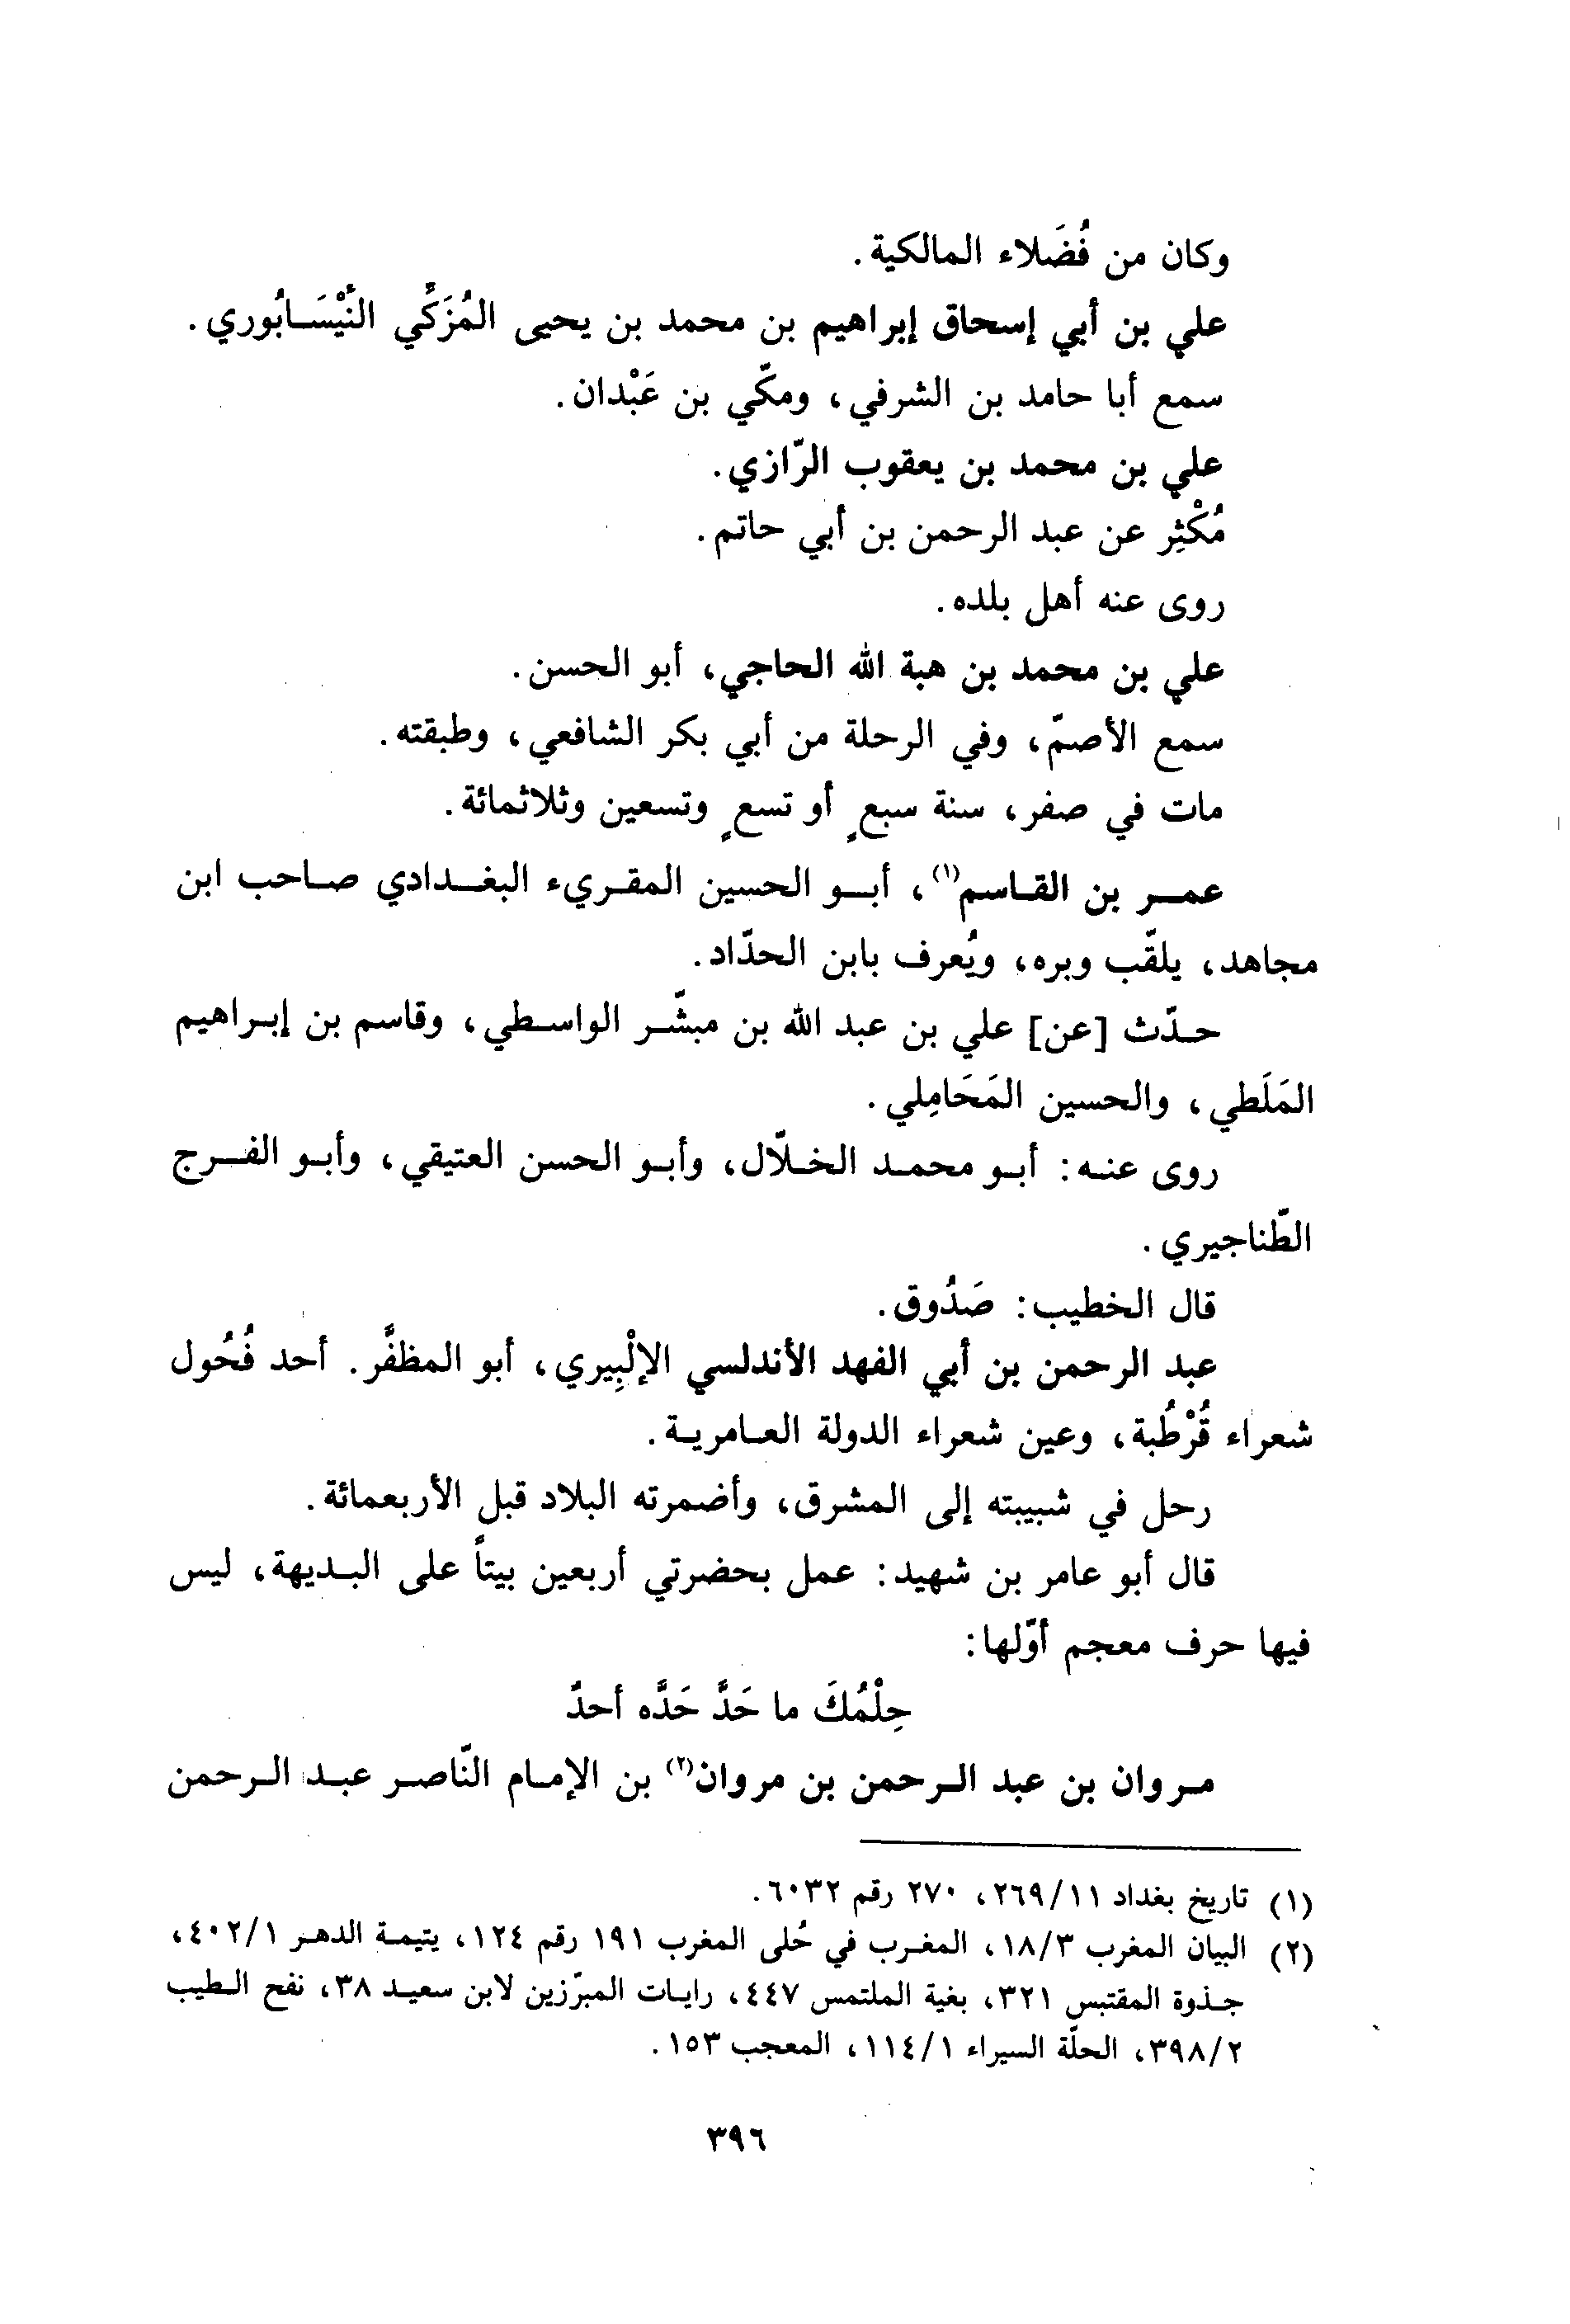 وكان من فُضَلاء المالكية.
علي بن أبي إسحاق إبراهيم بن محمد بن يحيى المُزَكّي النَّيْسَابُوري.
سمع أبا حامد بن الشرفي، ومكّي بن عَبْدان.
علي بن محمد بن يعقوب الرّازي.
مُكْثِر عن عبد الرحمن بن أبي حاتم.
روى عنه أهل بلده.
علي بن محمد بن هبة الله الحاجي، أبو الحسن.
سمع الأصمّ، وفي الرحلة من أبي بكر الشافعي، وطبقته.
مات في صفر، سنة سبعٍ أو تسعٍ وتسعين وثلاثمائة.
عمر بن القاسم(١)، أبو الحسين المقريء البغدادي صاحب ابن
مجاهد، يلقّب وبره، ويُعرف بابن الحدّاد.
حدّث [عن] علي بن عبد الله بن مبشّر الواسطي، وقاسم بن إبراهيم
المَلَطي، والحسين المَحَامِلي.
روى عنه: أبو محمد الخلّال، وأبو الحسن العتيقي، وأبو الفرج
الطّناجيري.
قال الخطيب: صَدُوق.
عبد الرحمن بن أبي الفهد الأندلسي الإلْبِيري، أبو المظفَّر. أحد فُحُول
شعراء قُرْطُبة، وعين شعراء الدولة العامرية.
رحل في شبيبته إلى المشرق، وأضمرته البلاد قبل الأربعمائة.
قال أبو عامر بن شهيد: عمل بحضرتي أربعين بيتاً على البديهة، ليس
فيها حرف معجم أوّلها:
حِلْمُكَ ما حَدَّ حَدَّه أحدٌ
مروان بن عبد الرحمن بن مروان(٢) بن الإمام النّاصر عبد الرحمن
(١) تاريخ بغداد ٢٦٩/١١، ٢٧٠ رقم ٦٠٣٢.
(٢) البيان المغرب ١٨/٣، المغرب في حُلى المغرب ١٩١ رقم ١٢٤، يتيمة الدهر ٤٠٢/١،
جذوة المقتبس ٣٢١، بغية الملتمس ٤٤٧، رايات المبرّزين لابن سعيد ٣٨، نفح الطيب
٣٩٨/٢، الحلّة السيراء ١١٤/١، المعجب ١٥٣.
٣٩٦